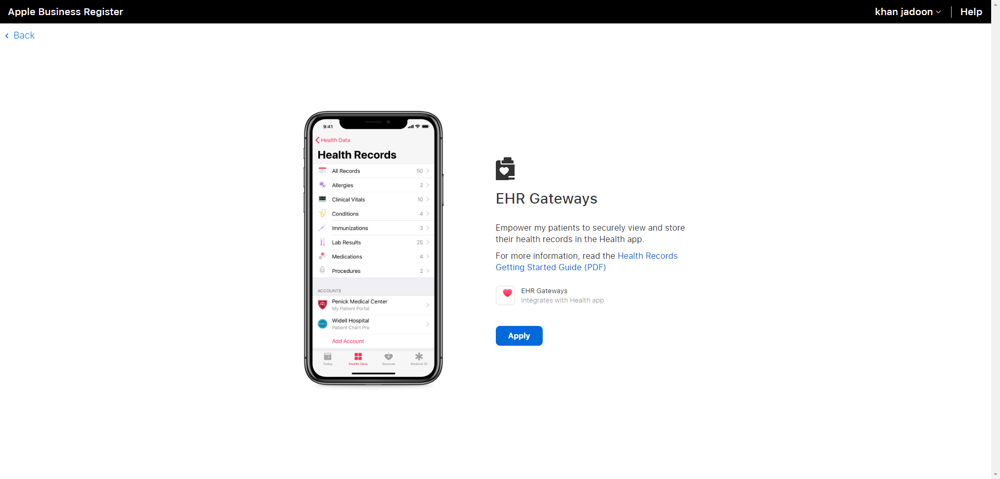 Apple Business Register
khan jadoon
Help
Back
9:41
Health Data
Health Records
All Records 50
Allergies 2
Clinical Vitals 10
Conditions 4
Immunizations 3
Lab Results 25
Medications 4
Procedures 2
ACCOUNTS
Penick Medical Center
My Patient Portal
Widell Hospital
Patient Chart Pro
Add Account
Today
Health Data
Sources
Medical ID
EHR Gateways
Empower my patients to securely view and store
their health records in the Health app.
For more information, read the Health Records
Getting Started Guide (PDF)
EHR Gateways
Integrates with Health app
Apply